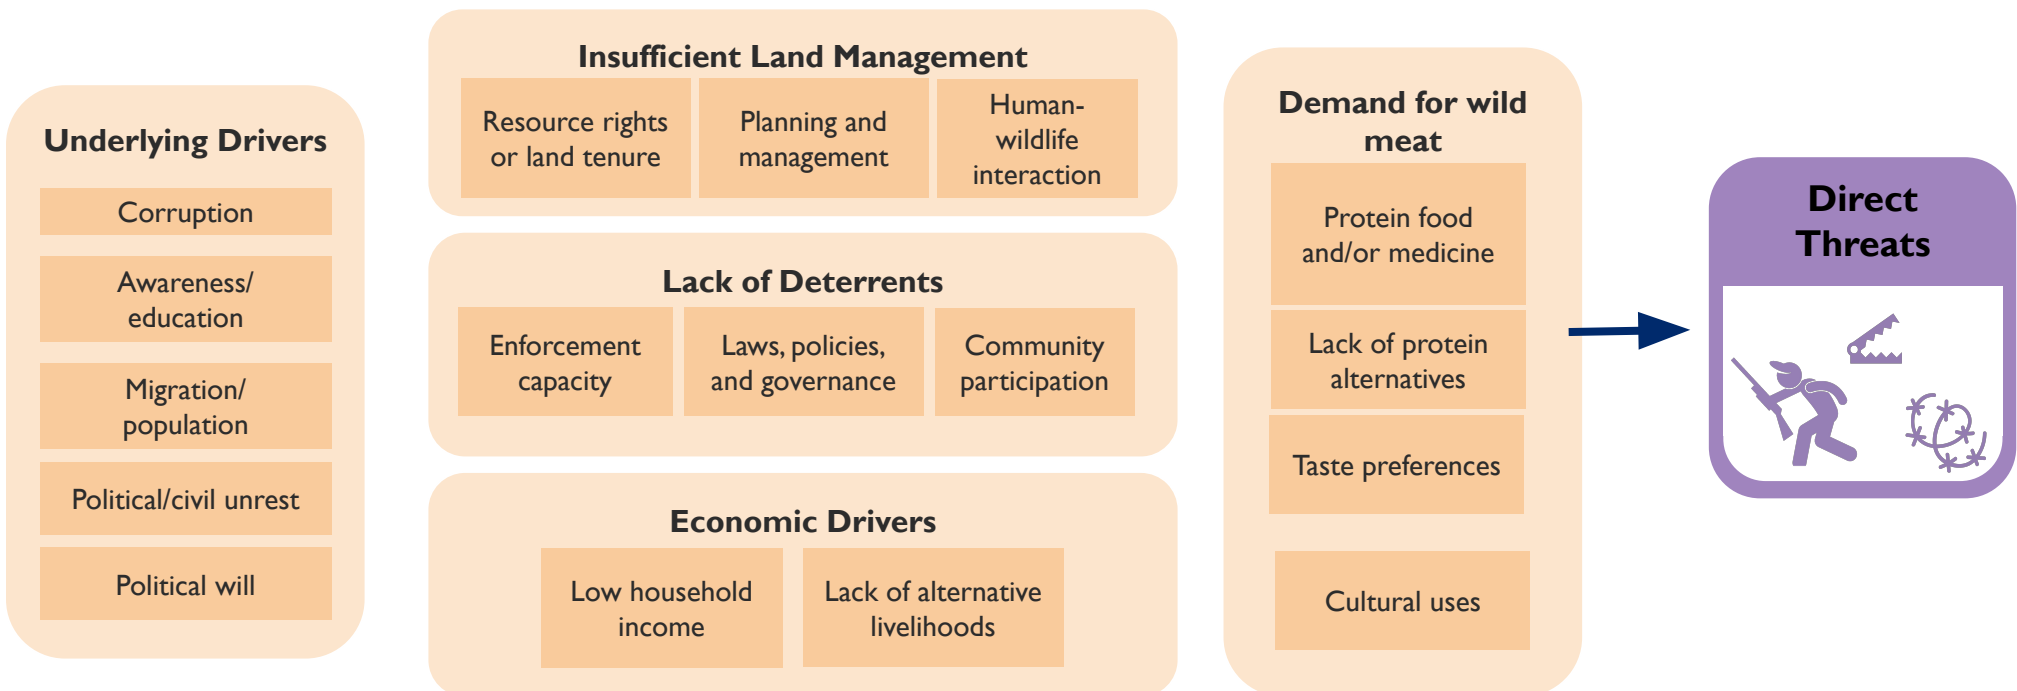 Underlying Drivers
Corruption
Awareness/
education
Migration/
population
Political/civil unrest
Political will
Insufficient Land Management
Resource rights
or land tenure
Planning and
management
Human-
wildlife
interaction
Lack of Deterrents
Enforcement
capacity
Laws, policies,
and governance
Community
participation
Economic Drivers
Low household
income
Lack of alternative
livelihoods
Demand for wild
meat
Protein food
and/or medicine
Lack of protein
alternatives
Taste preferences
Cultural uses
Direct
Threats